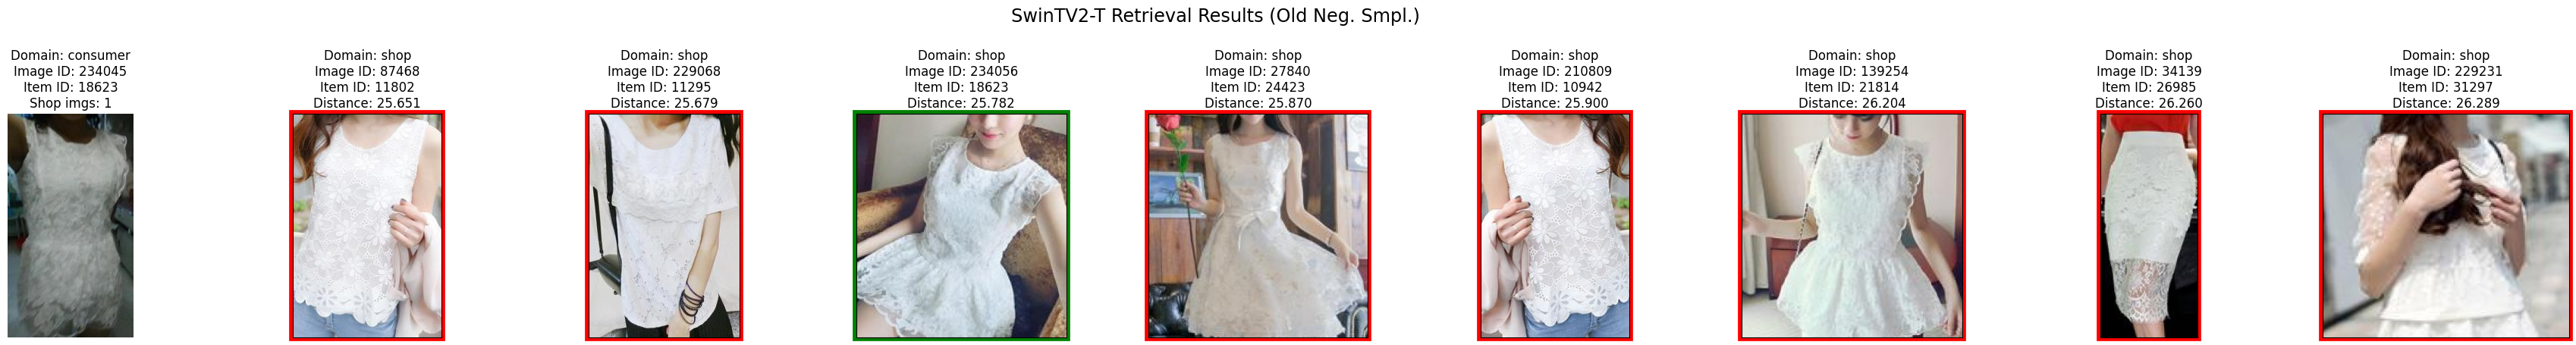 SwinTV2-T Retrieval Results (Old Neg. Smpl.)
Domain: consumer
Image ID: 234045
Item ID: 18623
Shop imgs: 1
Domain: shop
Image ID: 87468
Item ID: 11802
Distance: 25.651
Domain: shop
Image ID: 229068
Item ID: 11295
Distance: 25.679
Domain: shop
Image ID: 234056
Item ID: 18623
Distance: 25.782
Domain: shop
Image ID: 27840
Item ID: 24423
Distance: 25.870
Domain: shop
Image ID: 210809
Item ID: 10942
Distance: 25.900
Domain: shop
Image ID: 139254
Item ID: 21814
Distance: 26.204
Domain: shop
Image ID: 34139
Item ID: 26985
Distance: 26.260
Domain: shop
Image ID: 229231
Item ID: 31297
Distance: 26.289